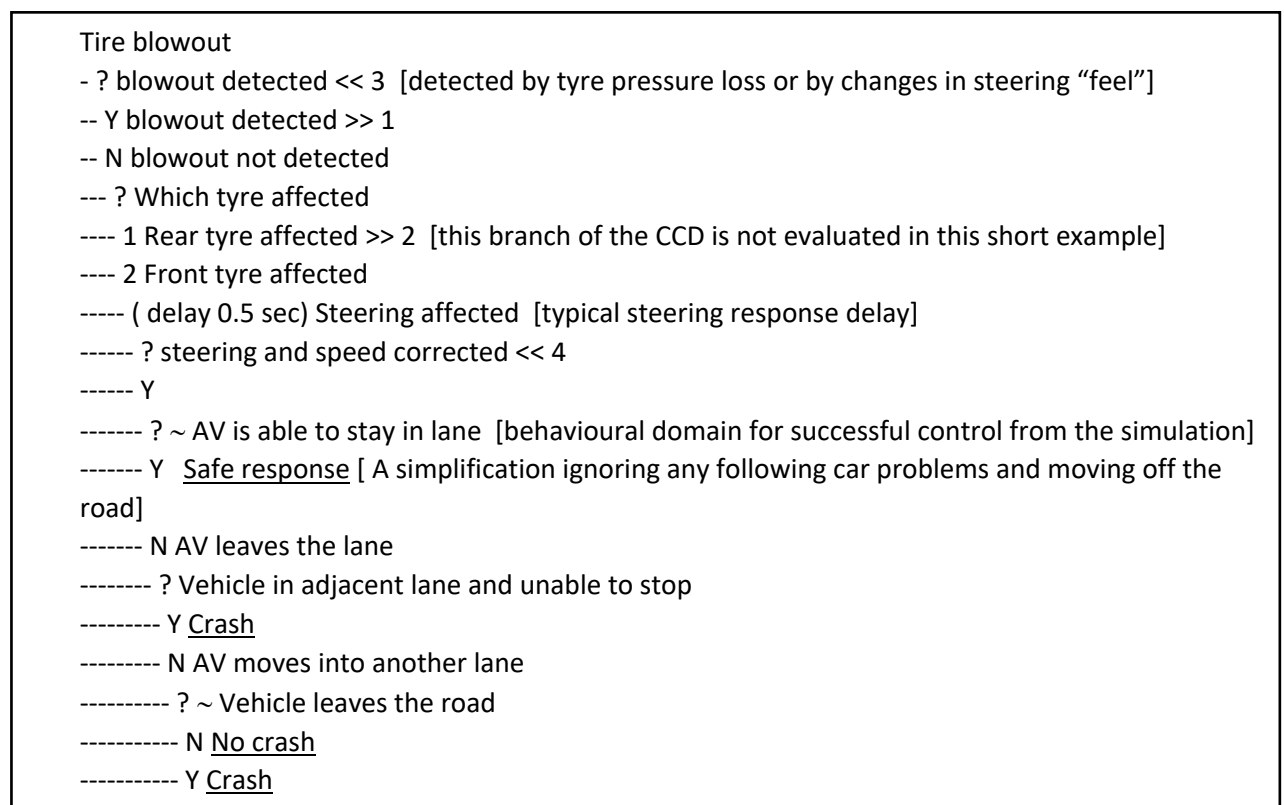 Tire blowout
- ? blowout detected << 3 [detected by tyre pressure loss or by changes in steering “feel”]
-- Y blowout detected >> 1
-- N blowout not detected
--- ? Which tyre affected
---- 1 Rear tyre affected >> 2 [this branch of the CCD is not evaluated in this short example]
---- 2 Front tyre affected
----- ( delay 0.5 sec) Steering affected [typical steering response delay]
------ ? steering and speed corrected << 4
------ Y
------- ? ~ AV is able to stay in lane [behavioural domain for successful control from the simulation]
------- Y Safe response [ A simplification ignoring any following car problems and moving off the
road]
------- N AV leaves the lane
-------- ? Vehicle in adjacent lane and unable to stop
--------- Y Crash
--------- N AV moves into another lane
---------- ? ~ Vehicle leaves the road
----------- N No crash
----------- Y Crash